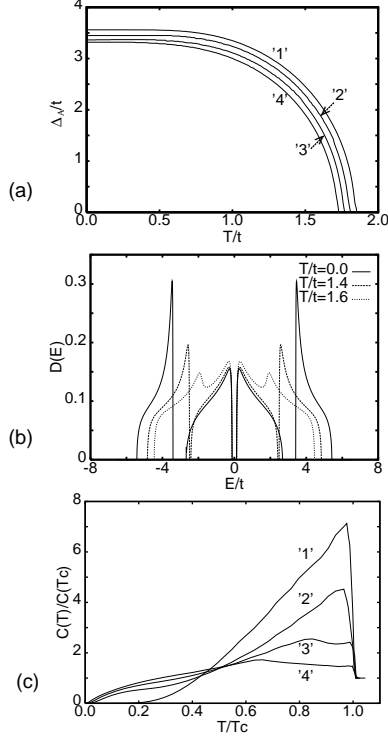 4
3
2
1
0
Δ_A/t
'1'
'2'
'4'
'3'
(a)
0.0 0.5 1.0 1.5 2.0
T/t
0.3
0.2
0.1
0
D(E)
T/t=0.0
T/t=1.4
T/t=1.6
(b)
-8 -4 0 4 8
E/t
8
6
4
2
0
C(T)/C(Tc)
'1'
'2'
'3'
'4'
(c)
0.0 0.2 0.4 0.6 0.8 1.0
T/Tc